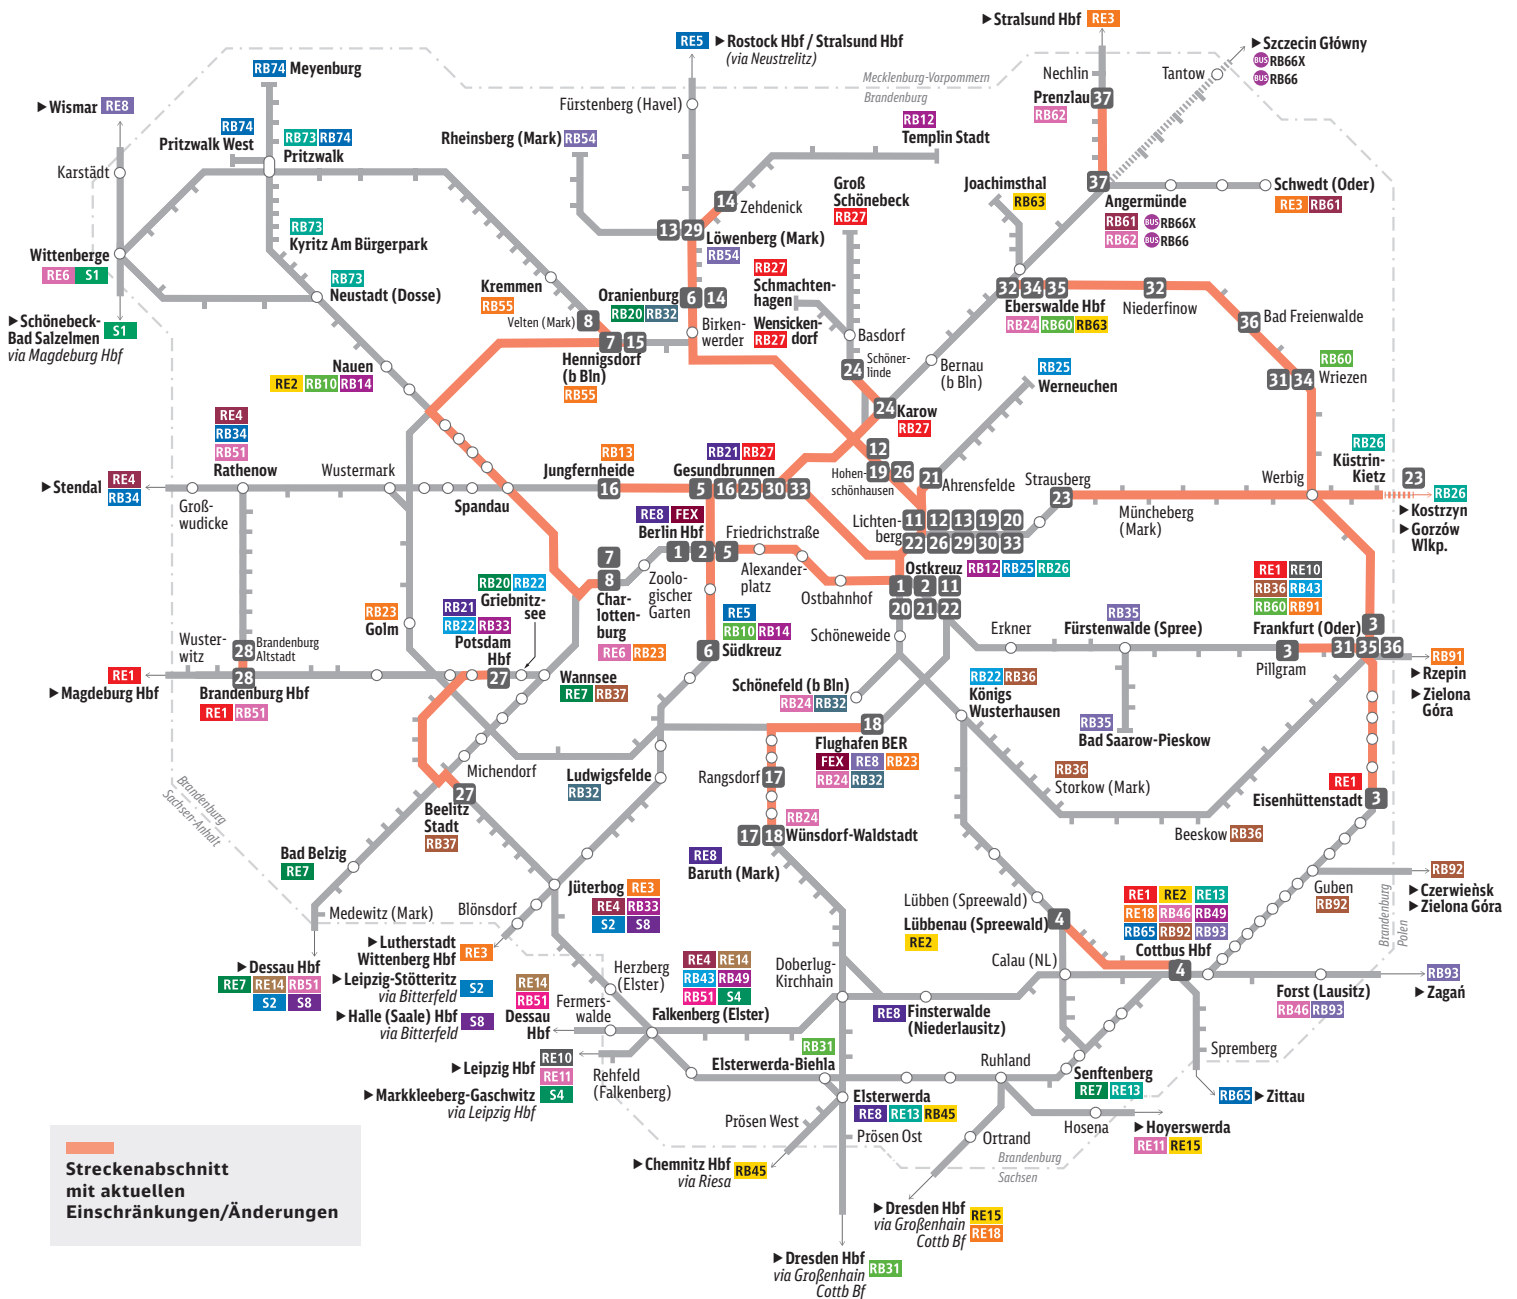 ▶ Stralsund Hbf RE3
RE5 ▶ Rostock Hbf / Stralsund Hbf
(via Neustrelitz)
▶ Szczecin Główny
BUS RB66X
BUS RB66
Tantow
Nechlin
Prenzlau 37
RB62
Mecklenburg-Vorpommern
Brandenburg
RB74 Meyenburg
▶ Wismar RE8
Fürstenberg (Havel)
RB74
Pritzwalk West
RB73 RB74
Pritzwalk
Karstädt
Rheinsberg (Mark) RB54
RB12
Templin Stadt
37
Angermünde
RB61 BUS RB66X
RB62 BUS RB66
Schwedt (Oder)
RE3 RB61
Joachimsthal
RB63
Groß
Schönebeck
RB27
14 Zehdenick
13 29
Löwenberg (Mark)
RB54
RB73
Kyritz Am Bürgerpark
Wittenberge
RE6 S1
RB73
Neustadt (Dosse)
▶ Schönebeck-
Bad Salzelmen
via Magdeburg Hbf
S1
Kremmen
RB55
Oranienburg 6 14
RB20 RB32
Velten (Mark) 8
Birken-
werder
RB27
Schmachten-
hagen
Wensicken-
dorf
RB27
Basdorf
7 15
Hennigsdorf
(b Bln)
RB55
24 Schöner-
linde
Bernau
(b Bln)
32 34 35
Eberswalde Hbf
RB24 RB60 RB63
32
Niederfinow
36 Bad Freienwalde
RB60
31 34 Wriezen
Nauen
RE2 RB10 RB14
RB25
Werneuchen
24 Karow
RB27
RE4
RB34
RB51
Rathenow
Wustermark
▶ Stendal RE4
RB34
Groß-
wudicke
Spandau
RB13
Jungfernheide
16
RB21 RB27
Gesundbrunnen
5 16 25 30 33
12
Hohen-
schönhausen
19 26
21 Ahrensfelde
Strausberg
23
Müncheberg
(Mark)
Werbig
RB26
Küstrin-
Kietz
23
RB26
▶ Kostrzyn
▶ Gorzów
Wlkp.
RE8 FEX
Berlin Hbf
1 2 5
Friedrichstraße
Alexander-
platz
Ostbahnhof
Lichten-
berg
11 12 13 19 20
22 26 29 30 33
Ostkreuz RB12 RB25 RB26
1 2 11
20 21 22
7
8
Char-
lotten-
burg
RE6 RB23
Zoolo-
gischer
Garten
RE5
RB10 RB14
6 Südkreuz
Schöneweide
Erkner
RB35
Fürstenwalde (Spree)
RE1 RE10
RB36 RB43
RB60 RB91
Frankfurt (Oder) 3
3 31 35 36
Pillgram
RB91
▶ Rzepin
▶ Zielona
Góra
RB20 RB22
Griebnitz-
see
RB21
RB22 RB33
Potsdam
Hbf
27
RB23
Golm
Wannsee
RE7 RB37
Wuster-
witz
28 Brandenburg
Altstadt
28
Brandenburg Hbf
RE1 RB51
RE1
▶ Magdeburg Hbf
Schönefeld (b Bln)
RB24 RB32
RB22 RB36
Königs
Wusterhausen
RB35
Bad Saarow-Pieskow
18
Flughafen BER
FEX RE8 RB23
RB24 RB32
Rangsdorf 17
RB24
17 18 Wünsdorf-Waldstadt
RE8
Baruth (Mark)
RB36
Storkow (Mark)
Beeskow RB36
RE1
Eisenhüttenstadt 3
Michendorf
Ludwigsfelde
RB32
27
Beelitz
Stadt
RB37
Brandenburg
Sachsen-Anhalt
Bad Belzig
RE7
Medewitz (Mark)
Blönsdorf
Jüterbog RE3
RE4 RB33
S2 S8
▶ Lutherstadt
Wittenberg Hbf
RE3
▶ Leipzig-Stötteritz
via Bitterfeld
S2
▶ Halle (Saale) Hbf
via Bitterfeld
S8
▶ Dessau Hbf
RE7 RE14 RB51
S2 S8
Herzberg
(Elster)
RE4 RE14
RB43 RB49
RB51 S4
Falkenberg (Elster)
RE14
RB51
Dessau
Hbf
Fermers-
walde
▶ Leipzig Hbf RE10
RE11
▶ Markkleeberg-Gaschwitz S4
via Leipzig Hbf
Rehfeld
(Falkenberg)
Doberlug-
Kirchhain
RE8 Finsterwalde
(Niederlausitz)
Lübben (Spreewald)
Lübbenau (Spreewald) 4
RE2
Calau (NL)
RE1 RE2 RE13
RE18 RB46 RB49
RB65 RB92 RB93
Cottbus Hbf
4
Guben
RB92
RB92
▶ Czerwieńsk
▶ Zielona Góra
Brandenburg
Polen
Forst (Lausitz)
RB46 RB93
RB93
▶ Zagań
Spremberg
RB65 ▶ Zittau
RB31
Elsterwerda-Biehla
Elsterwerda
RE8 RE13 RB45
Prösen West
Prösen Ost
▶ Chemnitz Hbf
via Riesa
RB45
Ruhland
Senftenberg
RE7 RE13
Hosena
▶ Hoyerswerda
RE11 RE15
Ortrand
Brandenburg
Sachsen
▶ Dresden Hbf
via Großenhain
Cottb Bf
RE15
RE18
▶ Dresden Hbf
via Großenhain
Cottb Bf
RB31
Streckenabschnitt
mit aktuellen
Einschränkungen/Änderungen